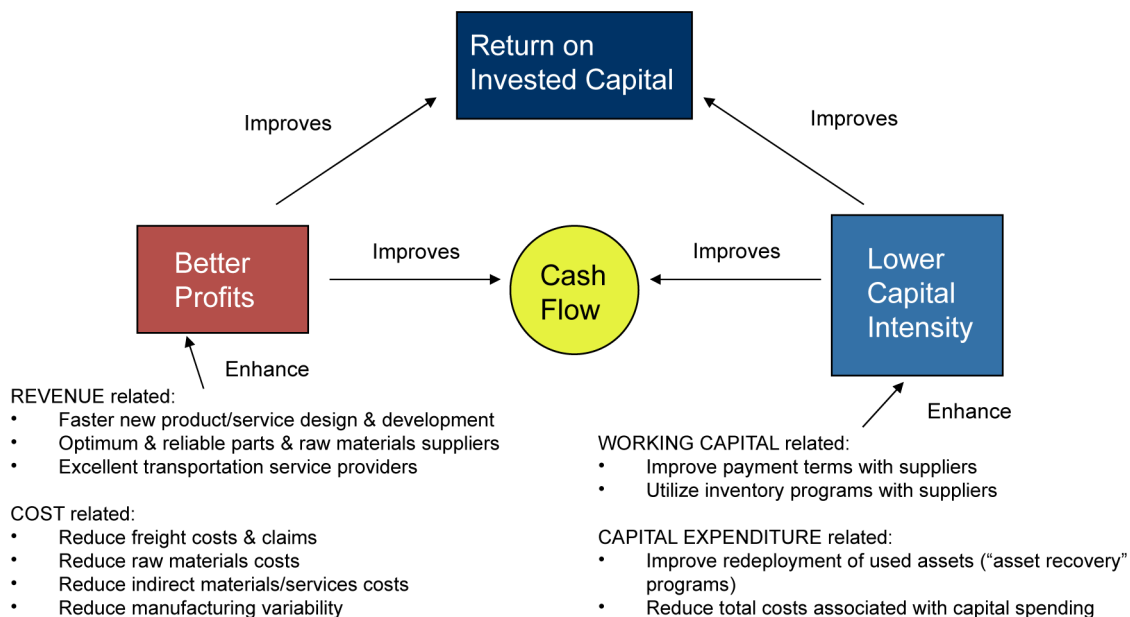 Return on
Invested Capital
Improves
Improves
Better
Profits
Improves
Cash
Flow
Improves
Lower
Capital
Intensity
Enhance
REVENUE related:
• Faster new product/service design & development
• Optimum & reliable parts & raw materials suppliers
• Excellent transportation service providers
COST related:
• Reduce freight costs & claims
• Reduce raw materials costs
• Reduce indirect materials/services costs
• Reduce manufacturing variability
Enhance
WORKING CAPITAL related:
• Improve payment terms with suppliers
• Utilize inventory programs with suppliers
CAPITAL EXPENDITURE related:
• Improve redeployment of used assets (“asset recovery”
programs)
• Reduce total costs associated with capital spending